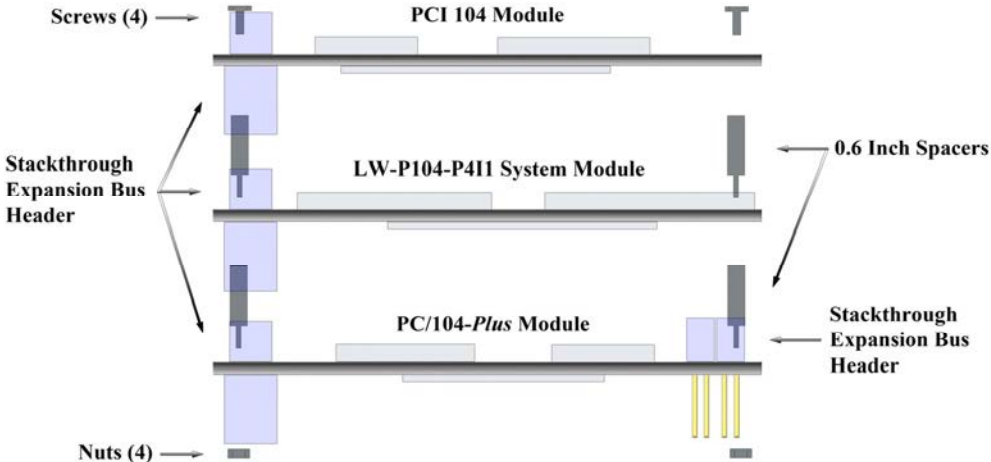 Screws (4)
PCI 104 Module
Stackthrough
Expansion Bus
Header
LW-P104-P4I1 System Module
0.6 Inch Spacers
PC/104-Plus Module
Stackthrough
Expansion Bus
Header
Nuts (4)